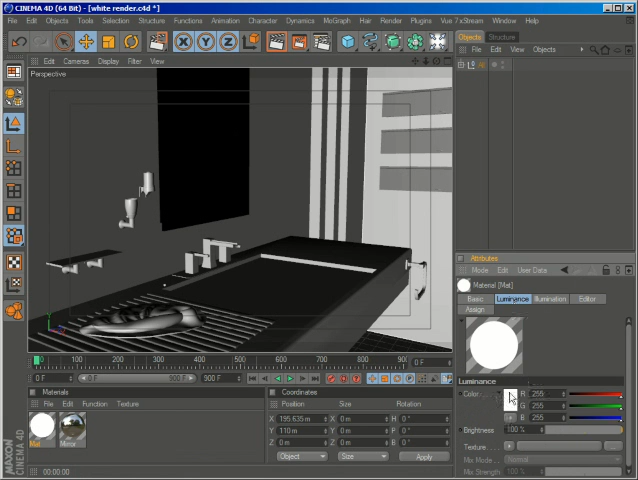 CINEMA 4D (64 Bit) - [white render.c4d *]
File Edit Objects Tools Selection Structure Functions Animation Character Dynamics MoGraph Hair Render Plugins Vue 7 xStream Window Help
Edit Cameras Display Filter View
Perspective
Objects Structure
File Edit View Objects
Attributes
Mode Edit User Data
Material [Mat]
Basic Luminance Illumination Editor
Assign
Luminance
Color
R 255
G 255
B 255
Brightness 100 %
Texture
Mix Mode Normal
Mix Strength 100 %
0 100 200 300 400 500 600 700 800 90
0 F
0 F 0 F 900 F 900 F
Materials
File Edit Function Texture
Mat Mirror
Coordinates
Position Size Rotation
X 195.635 m X 0 m H 0 °
Y 110 m Y 0 m P 0 °
Z 0 m Z 0 m B 0 °
Object Size Apply
MAXON
CINEMA 4D
00:00:00